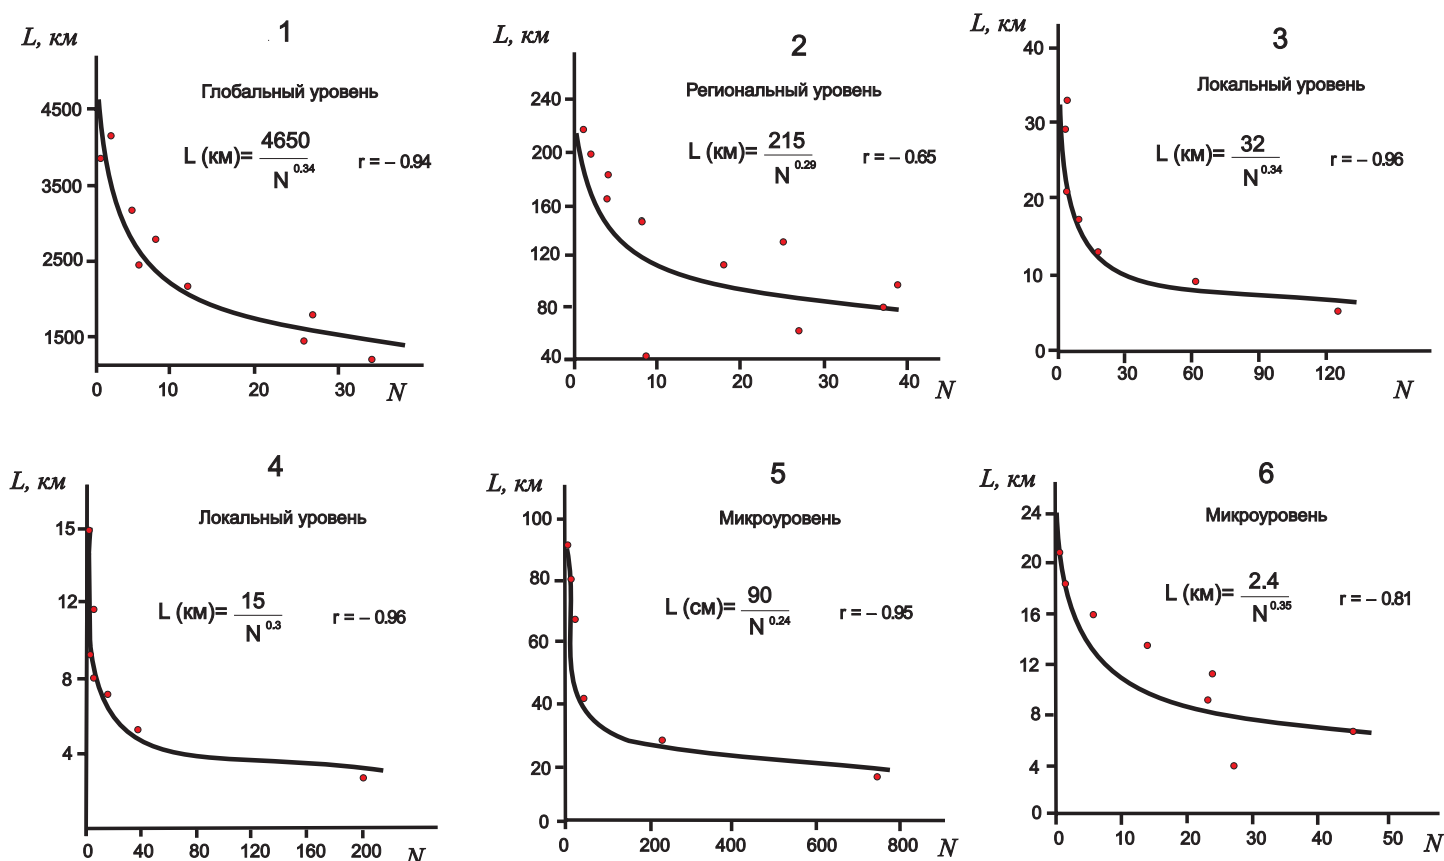 1
L, км
Глобальный уровень
L (км)= 4650
N 0.34
r = – 0.94
4500
3500
2500
1500
0 10 20 30 N
2
L, км
Региональный уровень
L (км)= 215
N 0.29
r = – 0.65
240
200
160
120
80
40
0 10 20 30 40 N
3
L, км
Локальный уровень
L (км)= 32
N 0.34
r = – 0.96
40
30
20
10
0
0 30 60 90 120 N
4
L, км
Локальный уровень
L (км)= 15
N 0.3
r = – 0.96
15
12
8
4
0 40 80 120 160 200 N
5
L, км
Микроуровень
L (см)= 90
N 0.24
r = – 0.95
100
80
60
40
20
0
0 200 400 600 800 N
6
L, км
Микроуровень
L (км)= 2.4
N 0.35
r = – 0.81
24
20
16
12
8
4
0
0 10 20 30 40 50 N